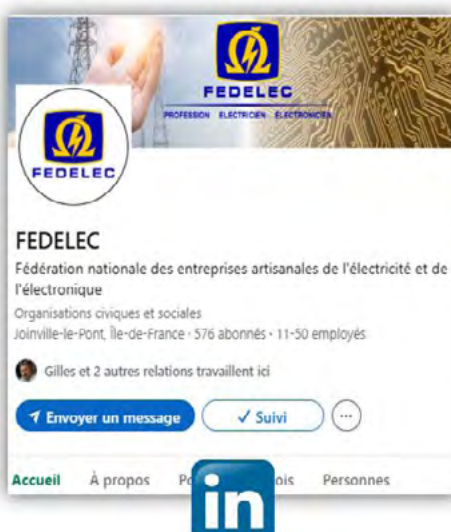 FEDELEC
PROFESSION ELECTRICIEN ELECTRONICIEN
FEDELEC
FEDELEC
Fédération nationale des entreprises artisanales de l'électricité et de
l'électronique
Organisations civiques et sociales
Joinville-le-Pont, Île-de-France · 576 abonnés · 11-50 employés
Gilles et 2 autres relations travaillent ici
Envoyer un message
Suivi
Accueil À propos Personnes
in